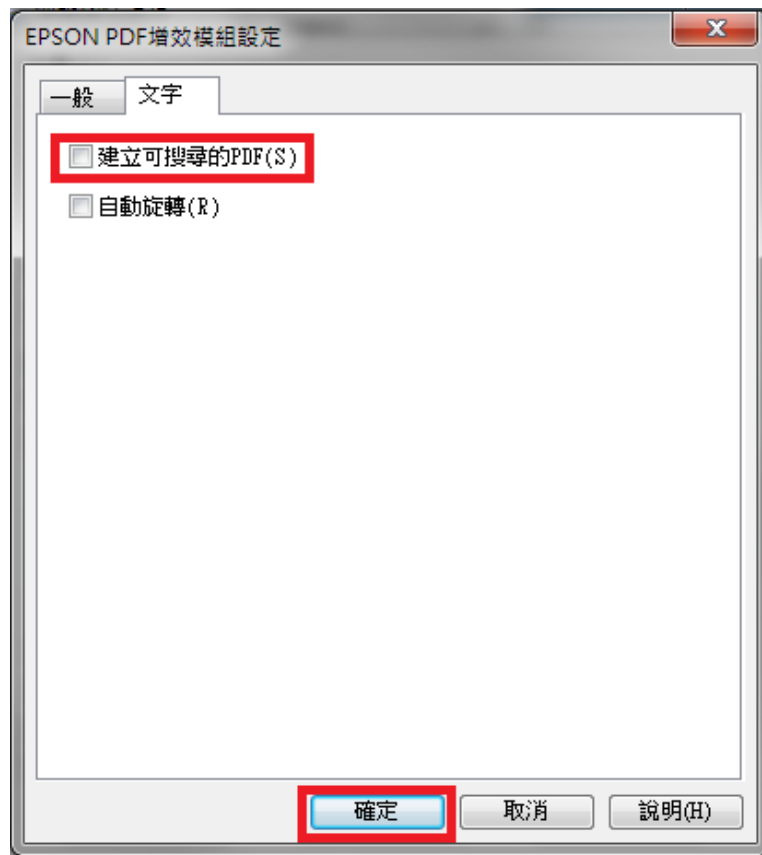 EPSON PDF增效模組設定
一般 文字
建立可搜尋的PDF(S)
自動旋轉(R)
確定 取消 說明(H)